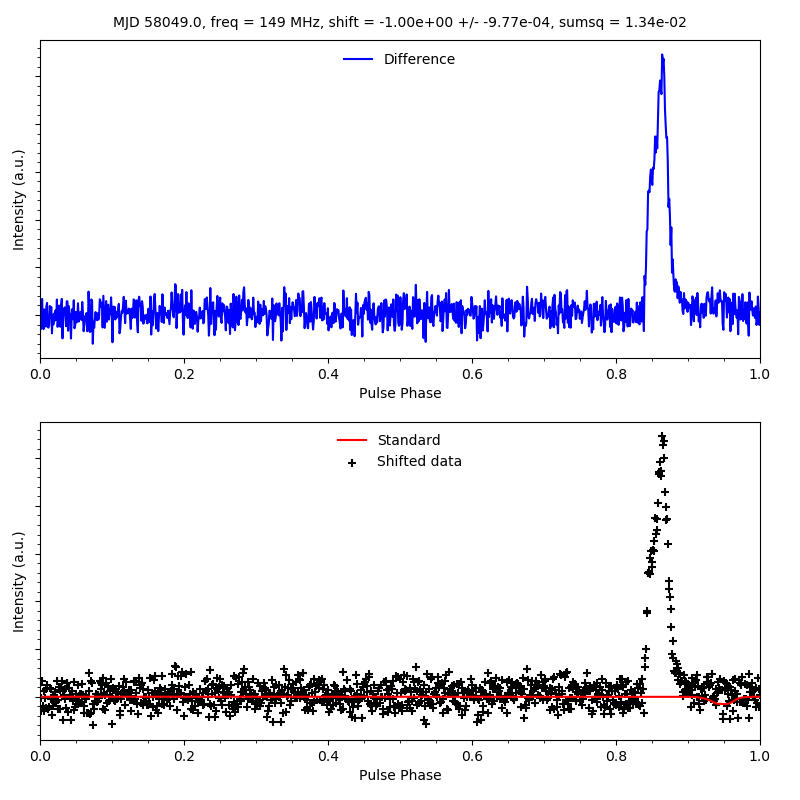 MJD 58049.0, freq = 149 MHz, shift = -1.00e+00 +/- -9.77e-04, sumsq = 1.34e-02
Difference
Intensity (a.u.)
0.0 0.2 0.4 0.6 0.8 1.0
Pulse Phase
Standard
Shifted data
Intensity (a.u.)
0.0 0.2 0.4 0.6 0.8 1.0
Pulse Phase